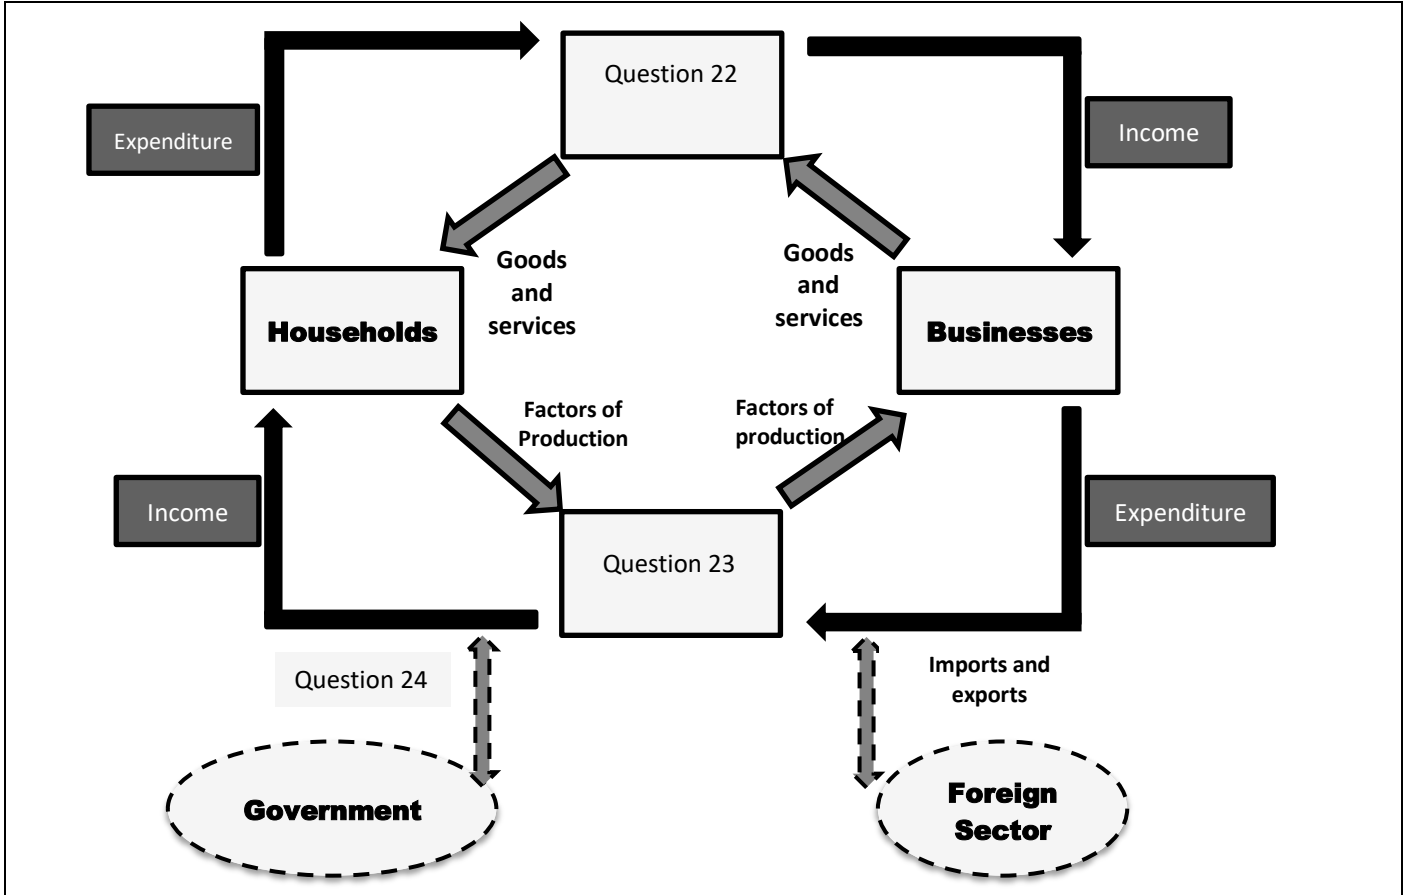 Question 22
Expenditure
Income
Goods
and
services
Goods
and
services
Households
Businesses
Factors of
Production
Factors of
production
Income
Expenditure
Question 23
Question 24
Imports and
exports
Government
Foreign
Sector